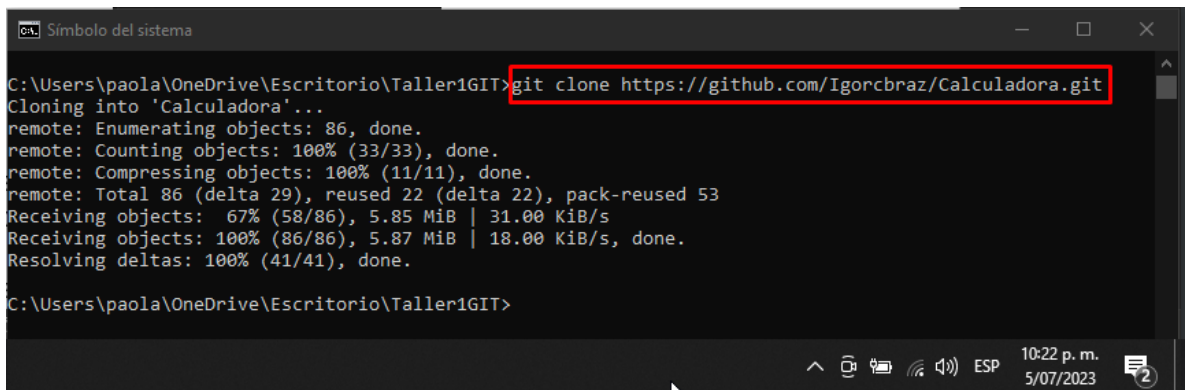 Símbolo del sistema
C:\Users\paola\OneDrive\Escritorio\Taller1GIT>git clone https://github.com/Igorcbraz/Calculadora.git
Cloning into 'Calculadora'...
remote: Enumerating objects: 86, done.
remote: Counting objects: 100% (33/33), done.
remote: Compressing objects: 100% (11/11), done.
remote: Total 86 (delta 29), reused 22 (delta 22), pack-reused 53
Receiving objects:  67% (58/86), 5.85 MiB | 31.00 KiB/s
Receiving objects: 100% (86/86), 5.87 MiB | 18.00 KiB/s, done.
Resolving deltas: 100% (41/41), done.
C:\Users\paola\OneDrive\Escritorio\Taller1GIT>
ESP
10:22 p. m.
5/07/2023
2